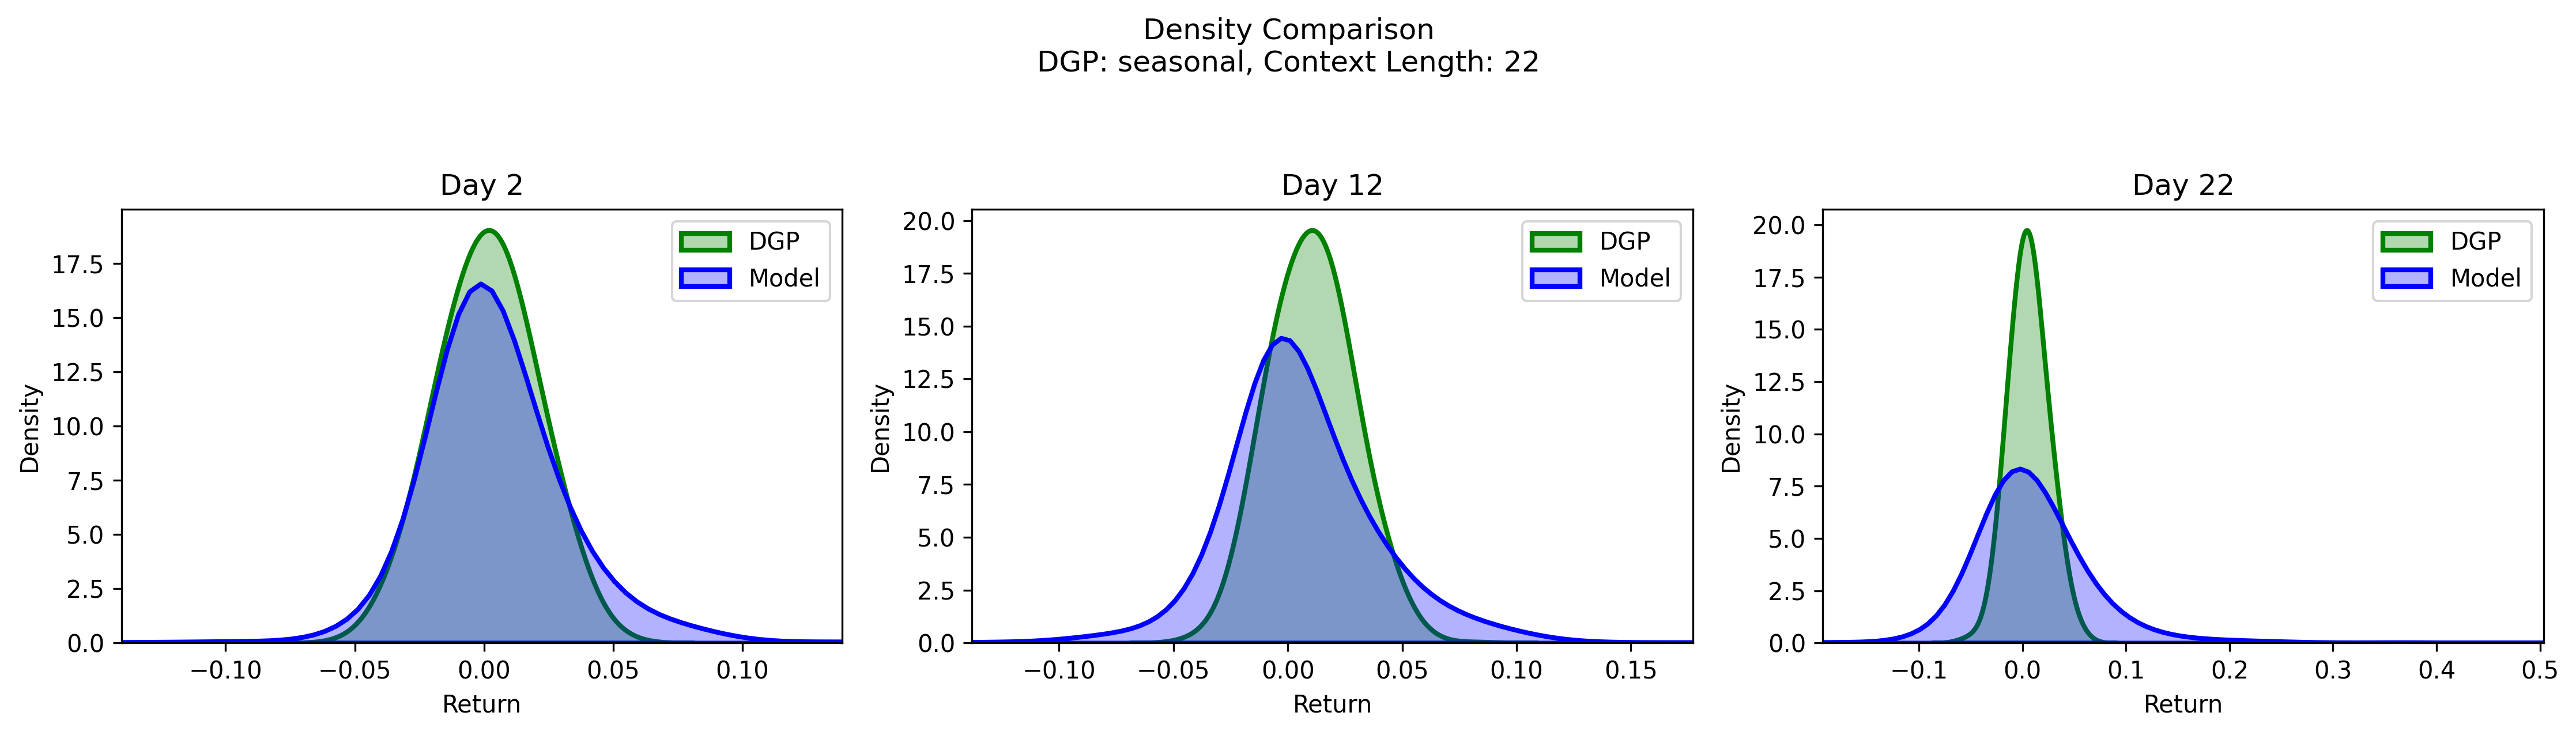 Density Comparison
DGP: seasonal, Context Length: 22
Day 2
DGP
Model
Density
17.5
15.0
12.5
10.0
7.5
5.0
2.5
0.0
−0.10
−0.05
0.00
0.05
0.10
Return
Day 12
DGP
Model
Density
20.0
17.5
15.0
12.5
10.0
7.5
5.0
2.5
0.0
−0.10
−0.05
0.00
0.05
0.10
0.15
Return
Day 22
DGP
Model
Density
20.0
17.5
15.0
12.5
10.0
7.5
5.0
2.5
0.0
−0.1
0.0
0.1
0.2
0.3
0.4
0.5
Return